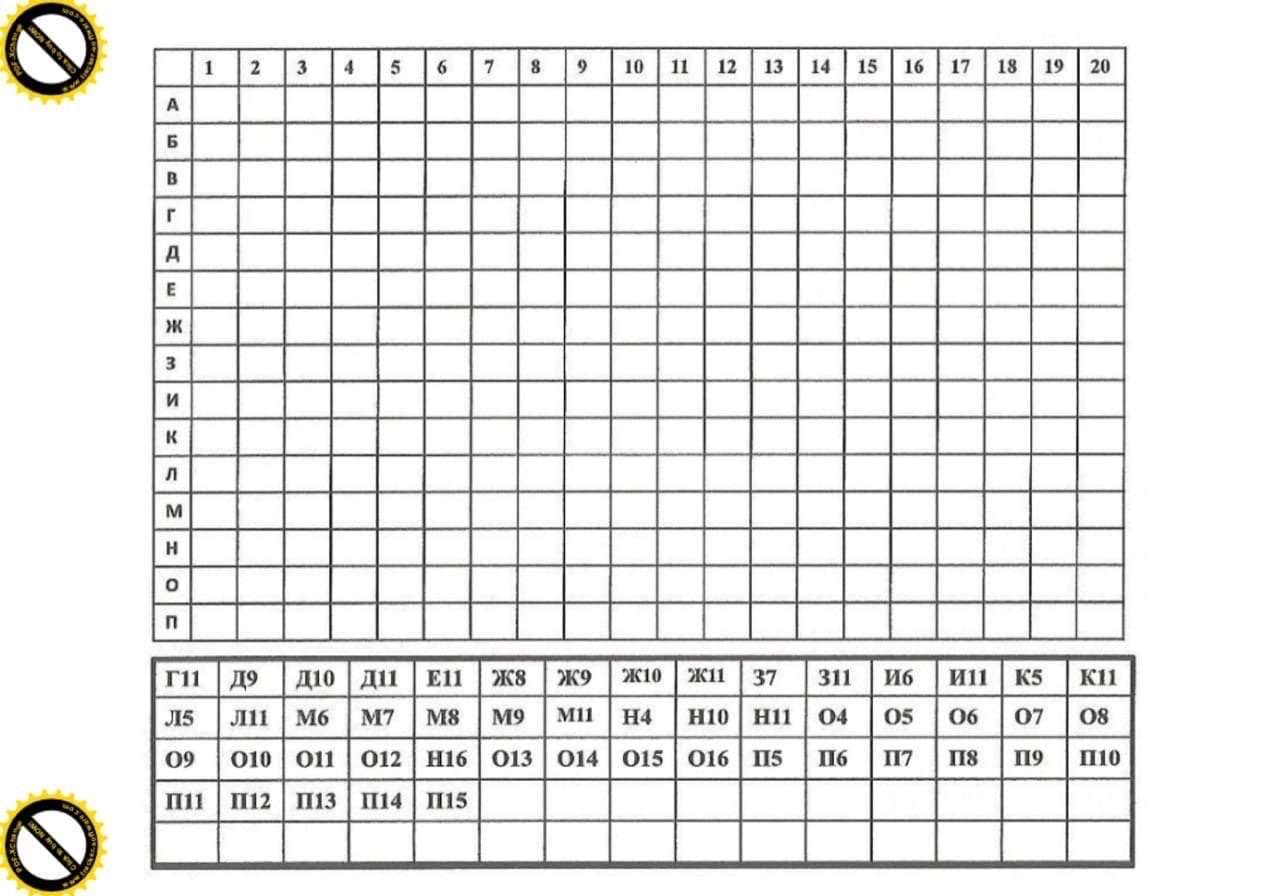 1 2 3 4 5 6 7 8 9 10 11 12 13 14 15 16 17 18 19 20
А
Б
В
Г
Д
Е
Ж
З
И
К
Л
М
Н
О
П
Г11 Д9 Д10 Д11 Е11 Ж8 Ж9 Ж10 Ж11 З7 З11 И6 И11 К5 К11
Л5 Л11 М6 М7 М8 М9 М11 Н4 Н10 Н11 О4 О5 О6 О7 О8
О9 О10 О11 О12 Н16 О13 О14 О15 О16 П5 П6 П7 П8 П9 П10
П11 П12 П13 П14 П15